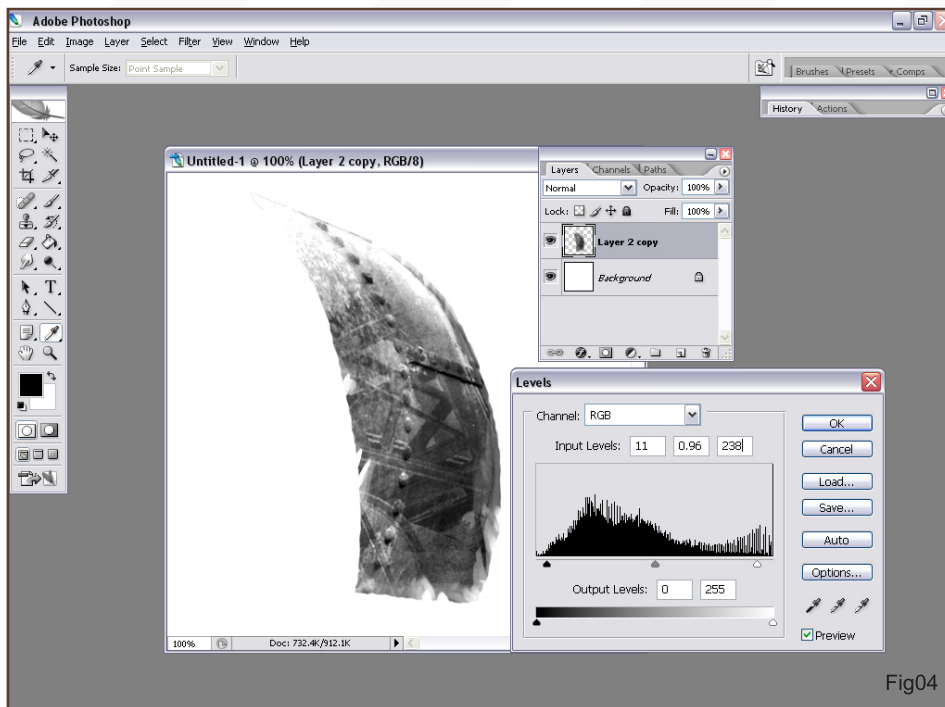 Adobe Photoshop
File Edit Image Layer Select Filter View Window Help
Sample Size: Point Sample
Brushes Presets Comps
History Actions
Untitled-1 @ 100% (Layer 2 copy, RGB/8)
Layers Channels Paths
Normal Opacity: 100%
Lock: Fill: 100%
Layer 2 copy
Background
Levels
Channel: RGB
OK
Input Levels: 11 0.96 238
Cancel
Load...
Save...
Auto
Options...
Output Levels: 0 255
Preview
100% Doc: 732.4K/912.1K
Fig04